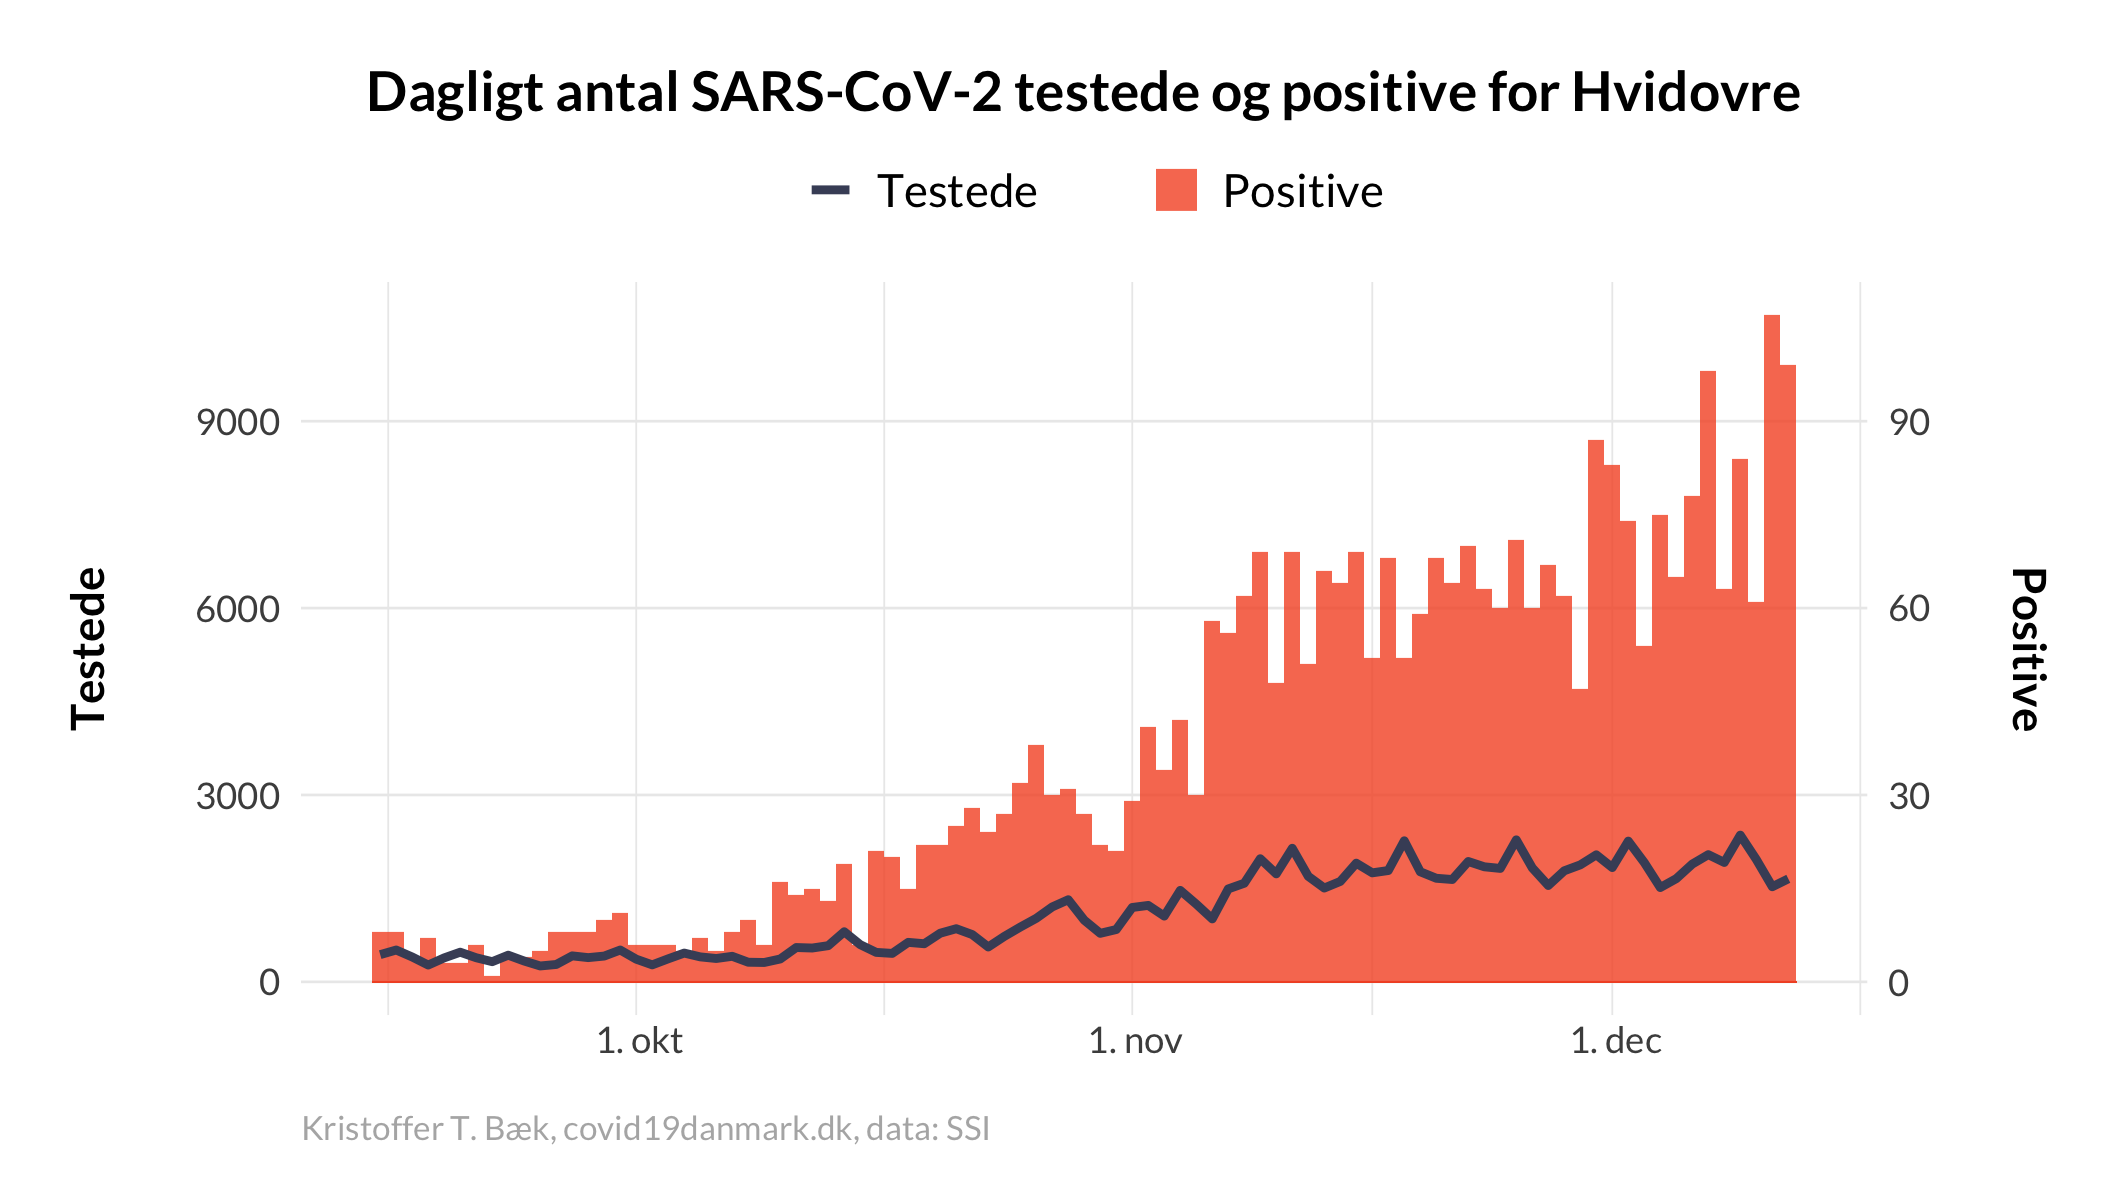 Dagligt antal SARS-CoV-2 testede og positive for Hvidovre
Testede Positive
9000 90
6000 60
3000 30
0 0
Testede
Positive
1. okt 1. nov 1. dec
Kristoffer T. Bæk, covid19danmark.dk, data: SSI